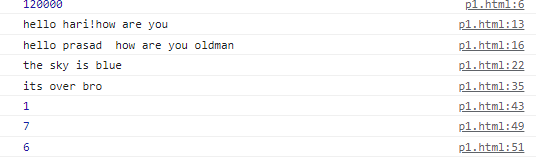 120000 p1.html:6
hello hari!how are you p1.html:13
hello prasad  how are you oldman p1.html:16
the sky is blue p1.html:22
its over bro p1.html:35
1 p1.html:43
7 p1.html:49
6 p1.html:51